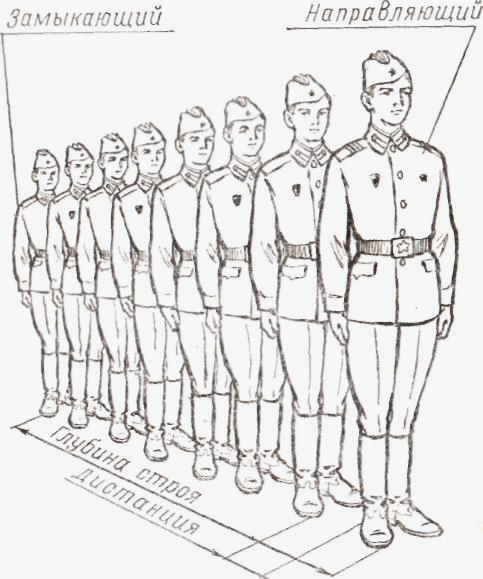 Замыкающий
Направляющий
Глубина строя
Дистанция